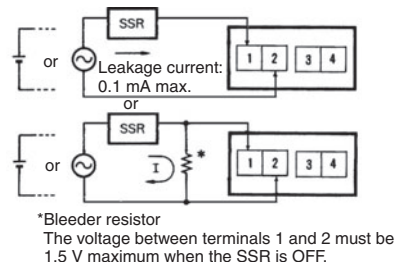 SSR
or
Leakage current:
0.1 mA max.
1 2 3 4
or
SSR
or
I
*
1 2 3 4
*Bleeder resistor
The voltage between terminals 1 and 2 must be
1.5 V maximum when the SSR is OFF.